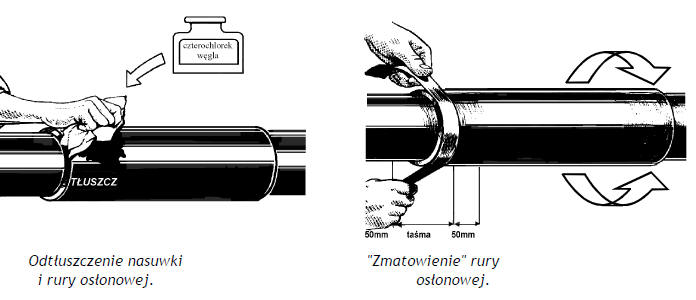 czterochlorek
węgla
TŁUSZCZ
Odtłuszczenie nasuwki
i rury osłonowej.
50mm taśma 50mm
"Zmatowienie" rury
osłonowej.